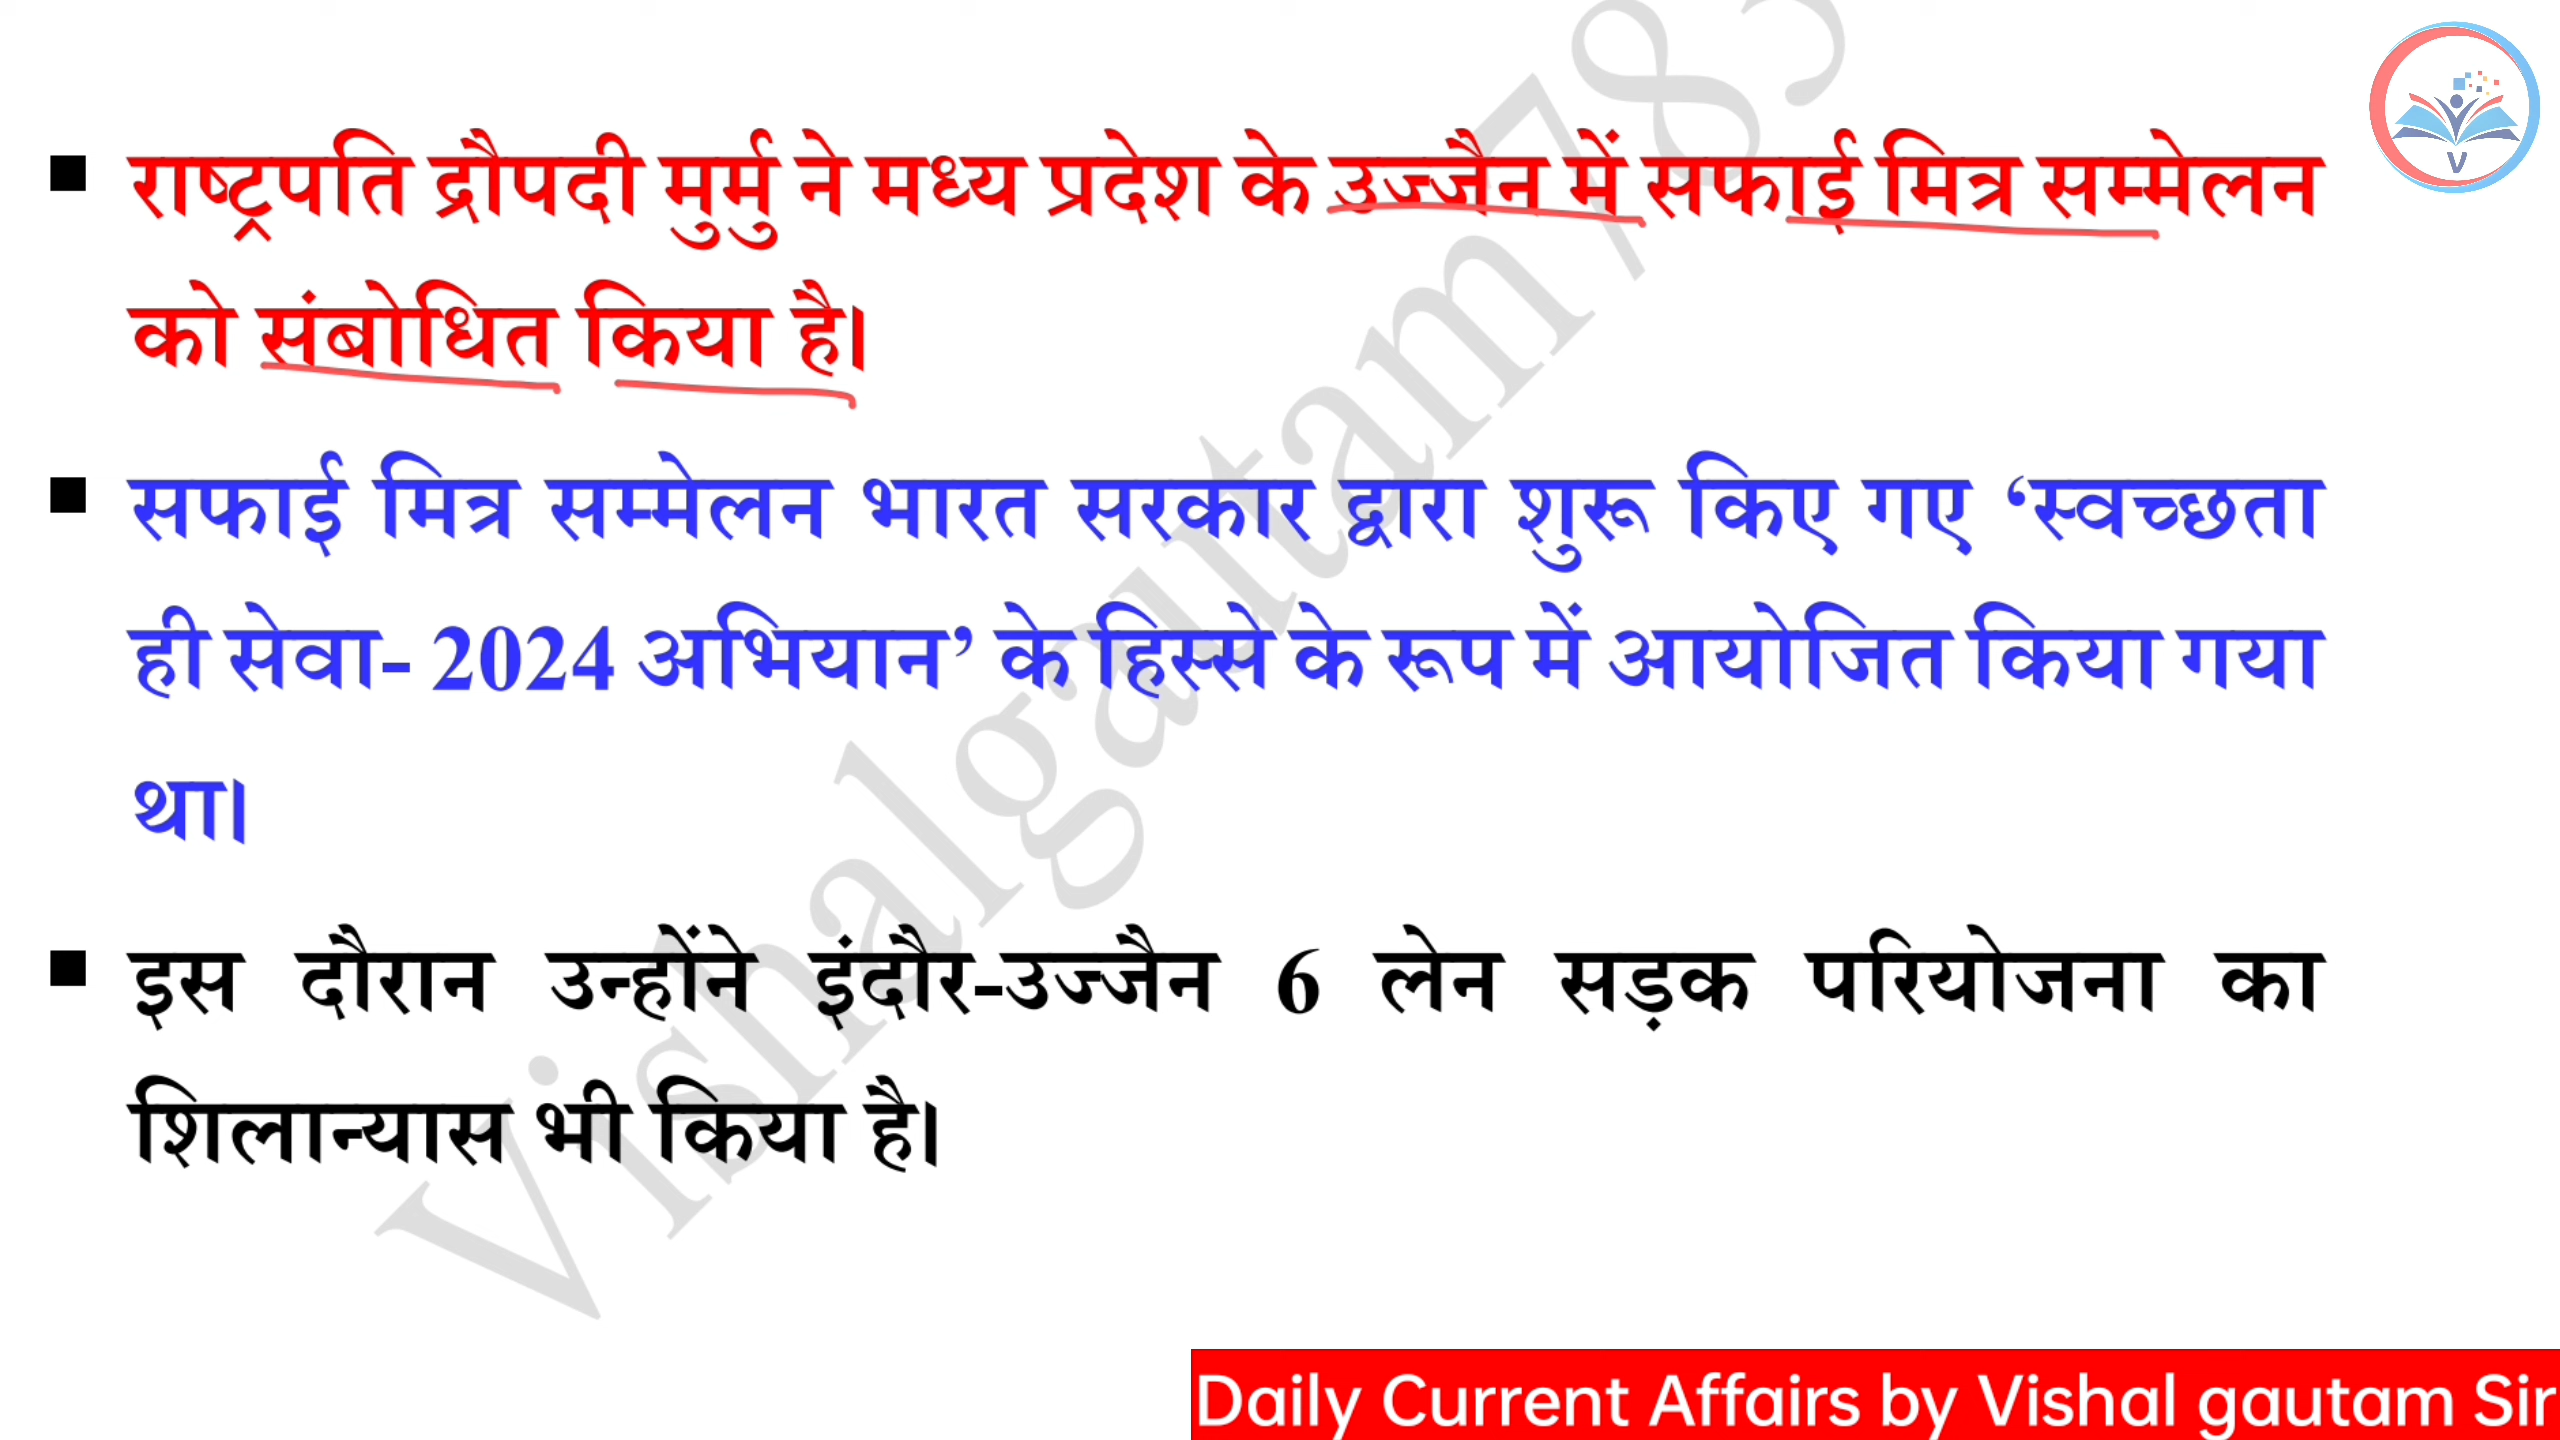 ▪ राष्ट्रपति द्रौपदी मुर्मु ने मध्य प्रदेश के उज्जैन में सफाई मित्र सम्मेलन
को संबोधित किया है।
▪ सफाई मित्र सम्मेलन भारत सरकार द्वारा शुरू किए गए ‘स्वच्छता
ही सेवा- 2024 अभियान’ के हिस्से के रूप में आयोजित किया गया
था।
▪ इस दौरान उन्होंने इंदौर-उज्जैन 6 लेन सड़क परियोजना का
शिलान्यास भी किया है।
Vishalgautam783
V
Daily Current Affairs by Vishal gautam Sir